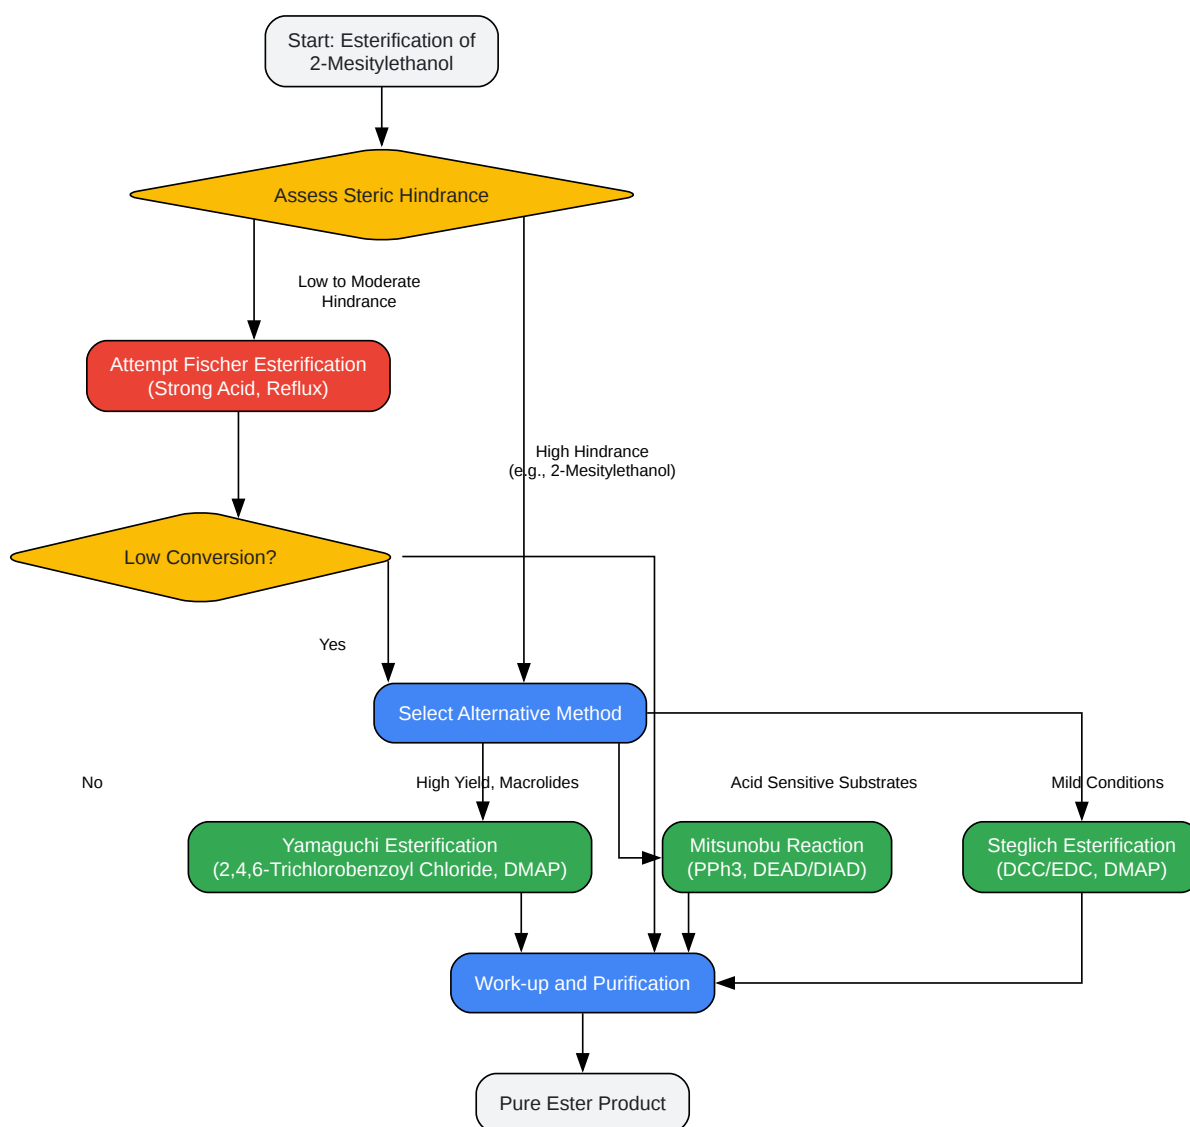 Start: Esterification of
2-Mesitylethanol
Assess Steric Hindrance
Low to Moderate
Hindrance
Attempt Fischer Esterification
(Strong Acid, Reflux)
High Hindrance
(e.g., 2-Mesitylethanol)
Low Conversion?
Yes
Select Alternative Method
No
High Yield, Macrolides
Acid Sensitive Substrates
Mild Conditions
Yamaguchi Esterification
(2,4,6-Trichlorobenzoyl Chloride, DMAP)
Mitsunobu Reaction
(PPh3, DEAD/DIAD)
Steglich Esterification
(DCC/EDC, DMAP)
Work-up and Purification
Pure Ester Product